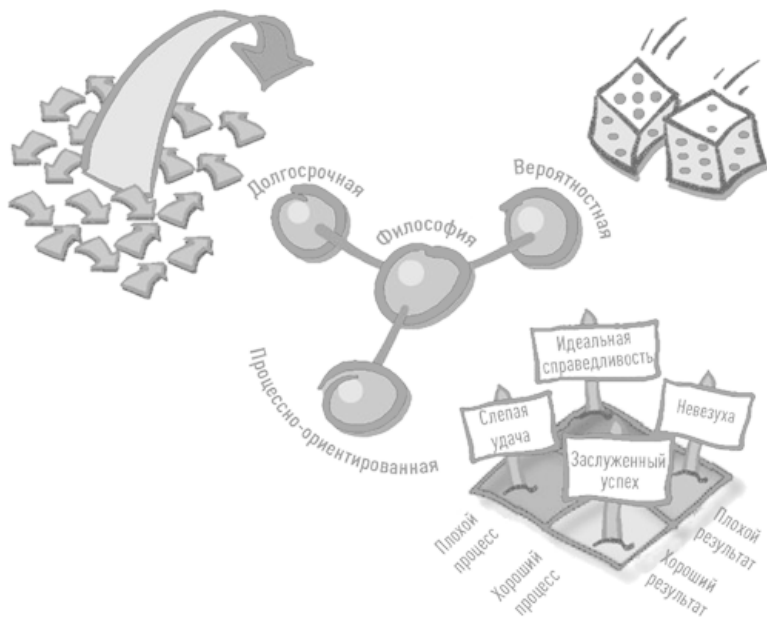 Долгосрочная
Философия
Вероятностная
Процессно-ориентированная
Идеальная
справедливость
Слепая
удача
Невезуха
Заслуженный
успех
Плохой
процесс
Хороший
процесс
Плохой
результат
Хороший
результат